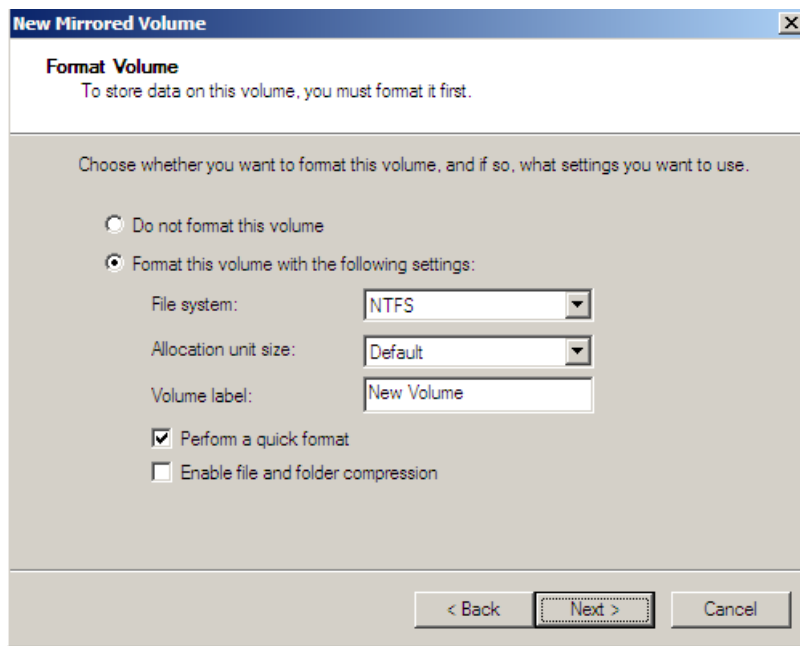 New Mirrored Volume
Format Volume
To store data on this volume, you must format it first.
Choose whether you want to format this volume, and if so, what settings you want to use.
Do not format this volume
Format this volume with the following settings:
File system: NTFS
Allocation unit size: Default
Volume label: New Volume
Perform a quick format
Enable file and folder compression
< Back Next > Cancel